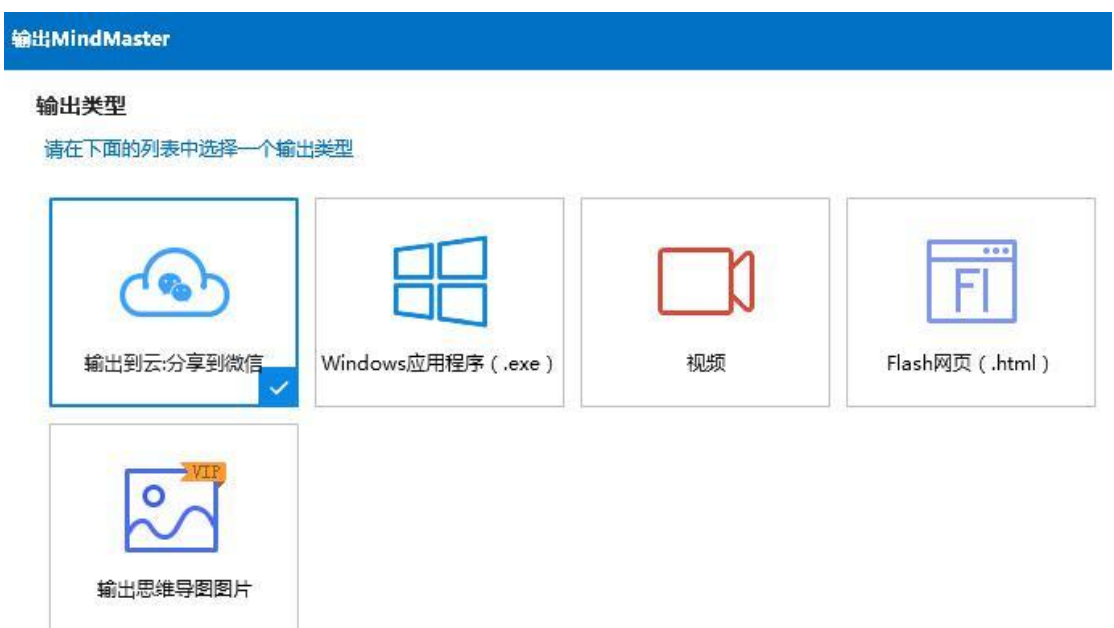 输出MindMaster
输出类型
请在下面的列表中选择一个输出类型
输出到云:分享到微信
Windows应用程序(.exe)
视频
Fl
Flash网页(.html)
VIP
输出思维导图图片